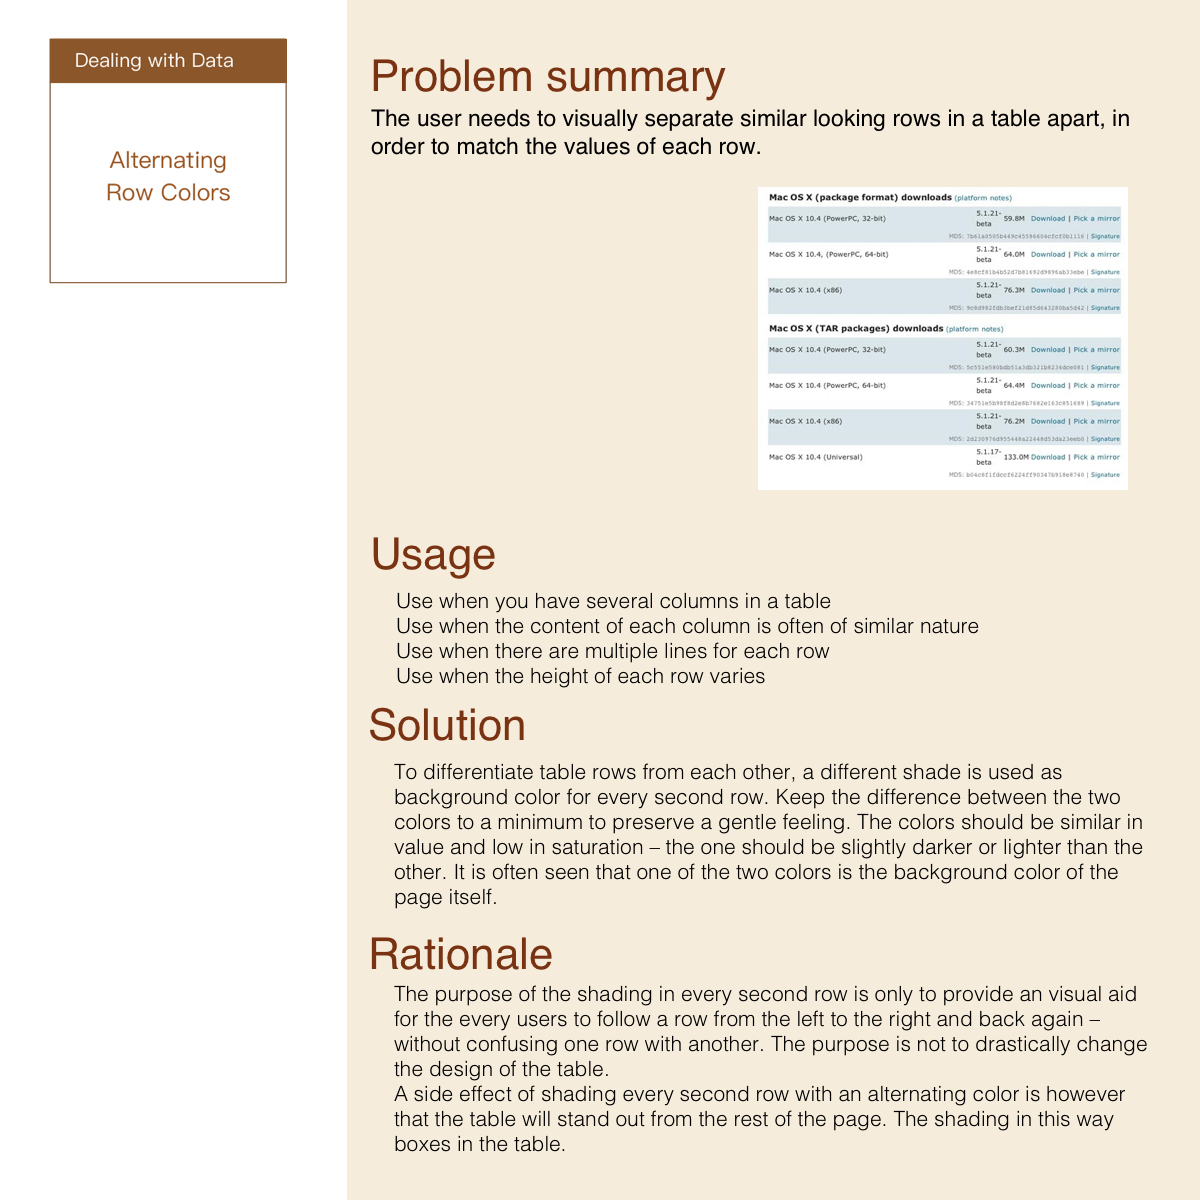 Dealing with Data
Alternating
Row Colors
Problem summary
The user needs to visually separate similar looking rows in a table apart, in
order to match the values of each row.
Mac OS X (package format) downloads (platform notes)
Mac OS X 10.4 (PowerPC, 32-bit) 5.1.21-beta 59.8M Download | Pick a mirror
MD5: | Signature
Mac OS X 10.4, (PowerPC, 64-bit) 5.1.21-beta 64.0M Download | Pick a mirror
MD5: | Signature
Mac OS X 10.4 (x86) 5.1.21-beta 76.3M Download | Pick a mirror
MD5: | Signature
Mac OS X (TAR packages) downloads (platform notes)
Mac OS X 10.4 (PowerPC, 32-bit) 5.1.21-beta 60.3M Download | Pick a mirror
MD5: | Signature
Mac OS X 10.4 (PowerPC, 64-bit) 5.1.21-beta 64.4M Download | Pick a mirror
MD5: | Signature
Mac OS X 10.4 (x86) 5.1.21-beta 76.2M Download | Pick a mirror
MD5: | Signature
Mac OS X 10.4 (Universal) 5.1.17-beta 133.0M Download | Pick a mirror
MD5: | Signature
Usage
Use when you have several columns in a table
Use when the content of each column is often of similar nature
Use when there are multiple lines for each row
Use when the height of each row varies
Solution
To differentiate table rows from each other, a different shade is used as
background color for every second row. Keep the difference between the two
colors to a minimum to preserve a gentle feeling. The colors should be similar in
value and low in saturation – the one should be slightly darker or lighter than the
other. It is often seen that one of the two colors is the background color of the
page itself.
Rationale
The purpose of the shading in every second row is only to provide an visual aid
for the every users to follow a row from the left to the right and back again –
without confusing one row with another. The purpose is not to drastically change
the design of the table.
A side effect of shading every second row with an alternating color is however
that the table will stand out from the rest of the page. The shading in this way
boxes in the table.